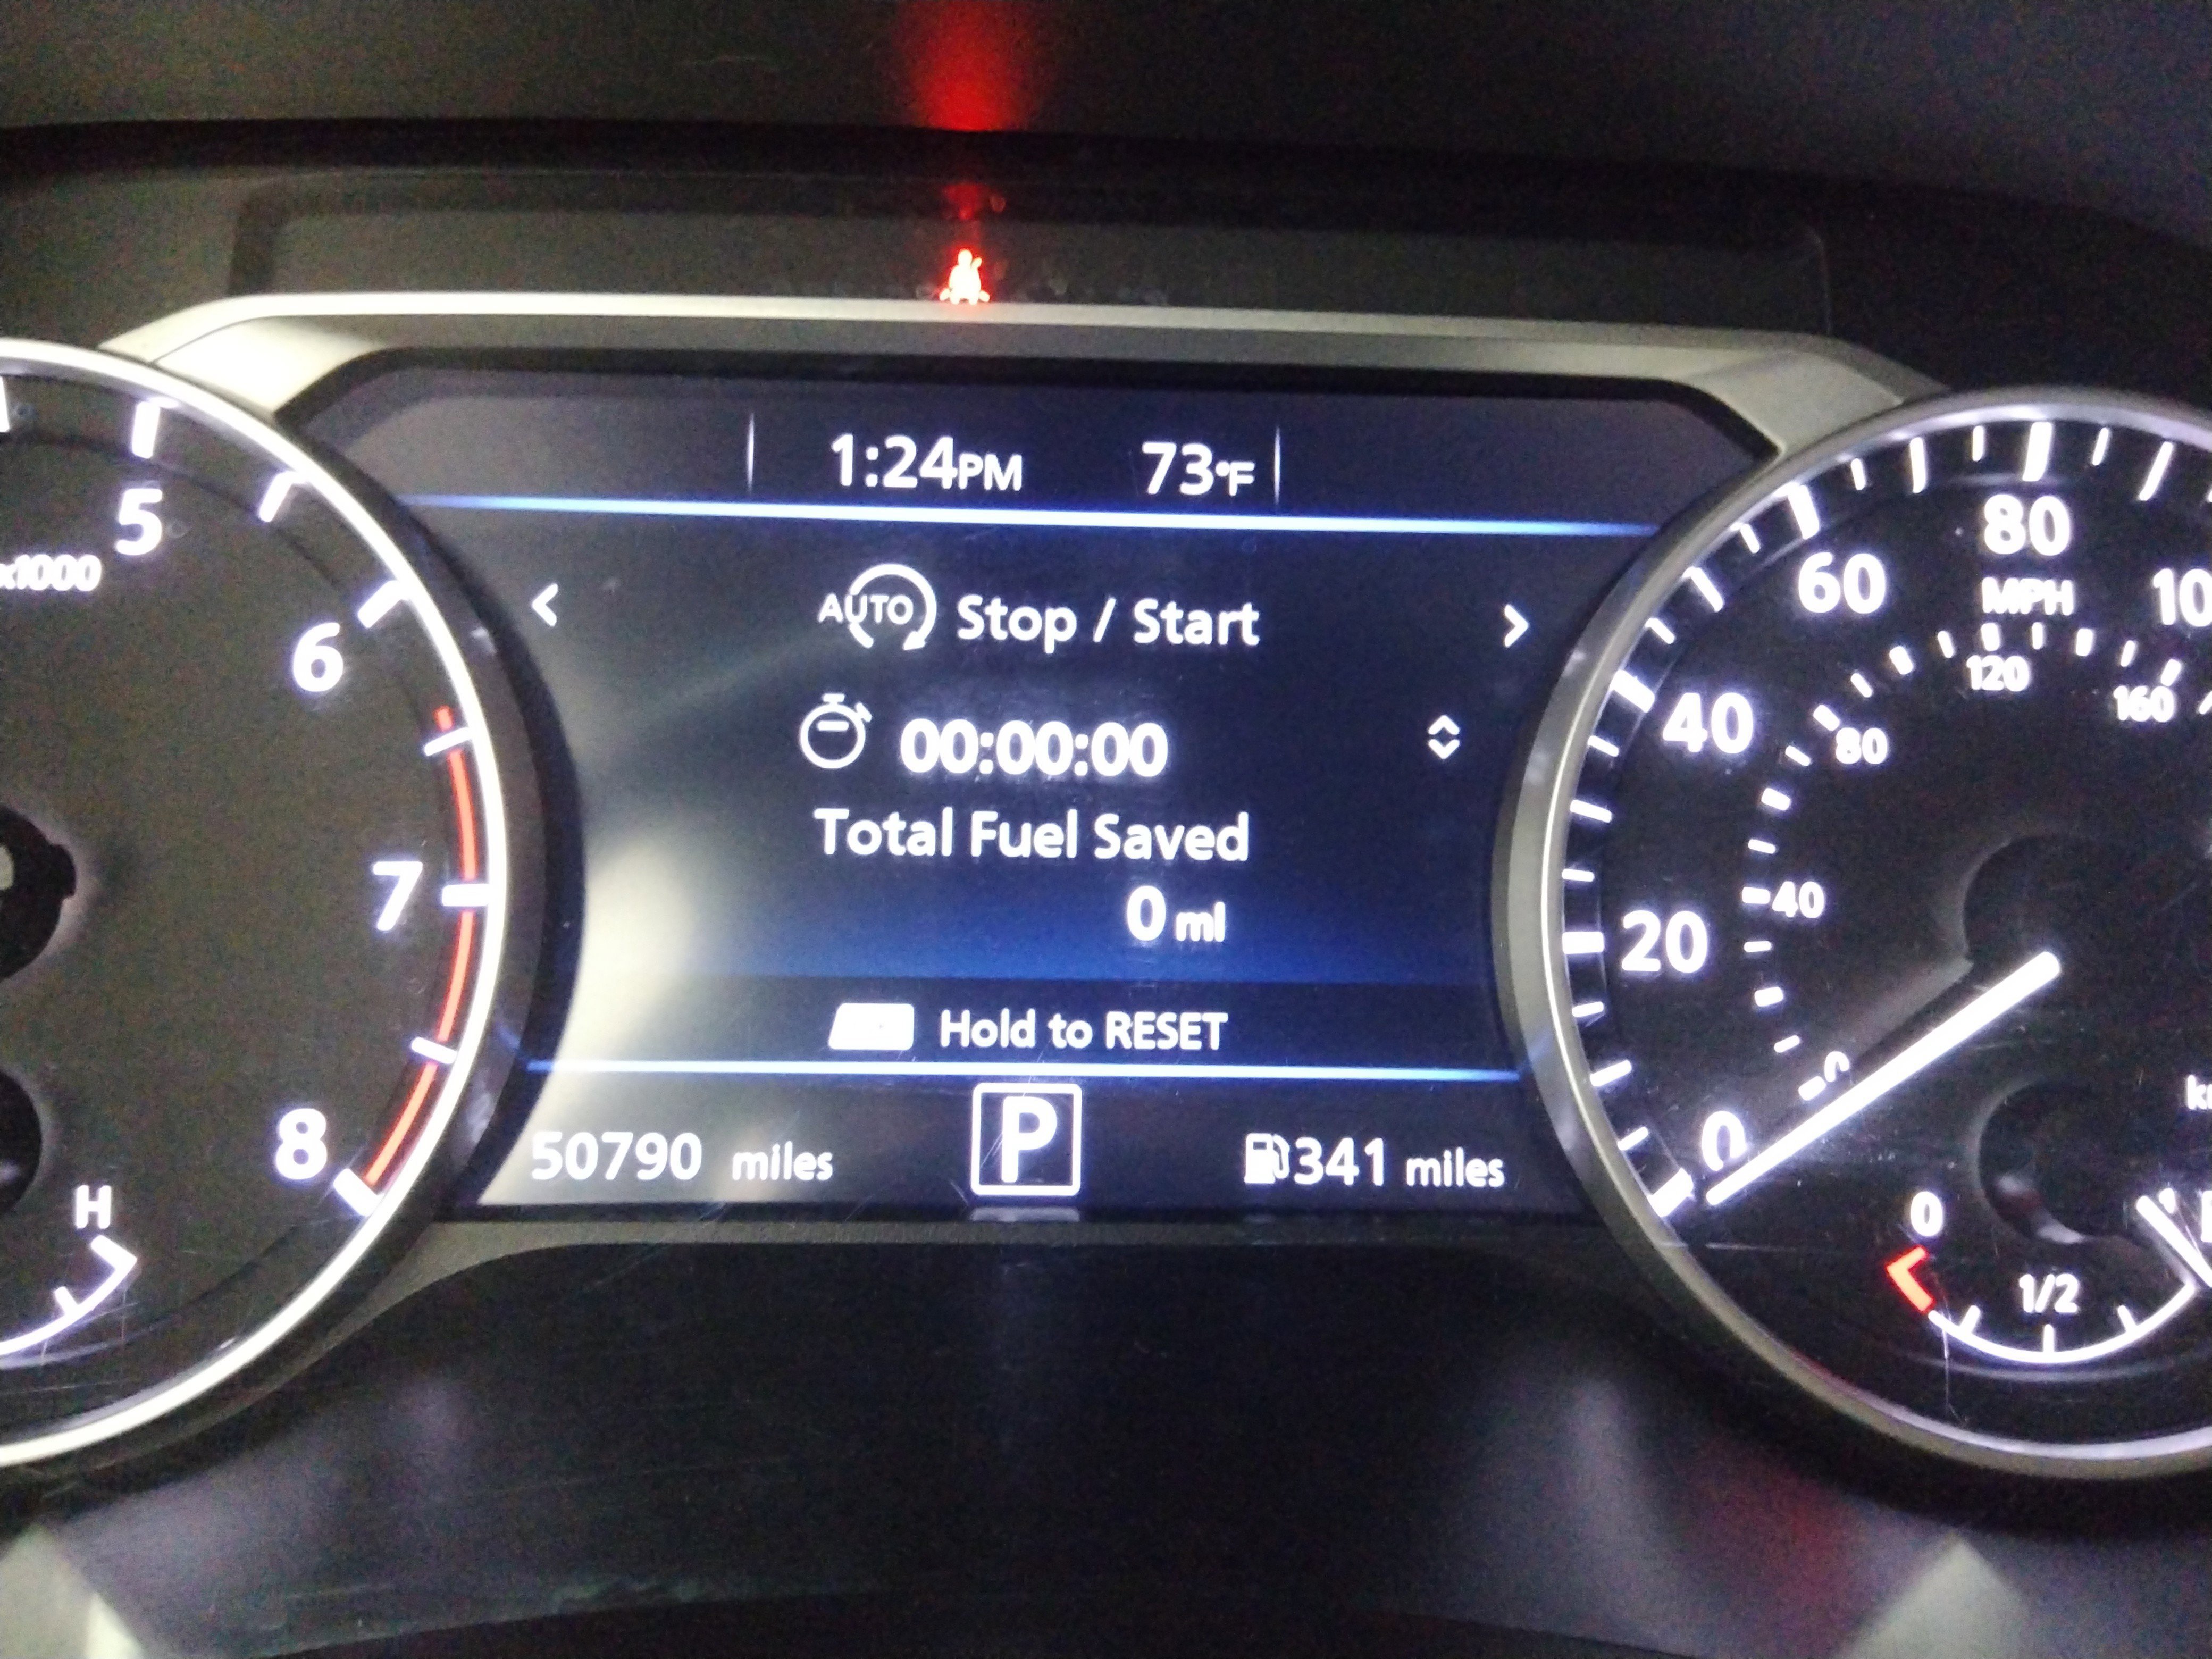 1:24PM 73°F
AUTO Stop / Start
00:00:00
Total Fuel Saved
0 ml
Hold to RESET
50790 miles
P
341 miles
x1000
5
6
7
8
H
0
20
40
60
80
MPH
0
40
80
120
160
0
1/2